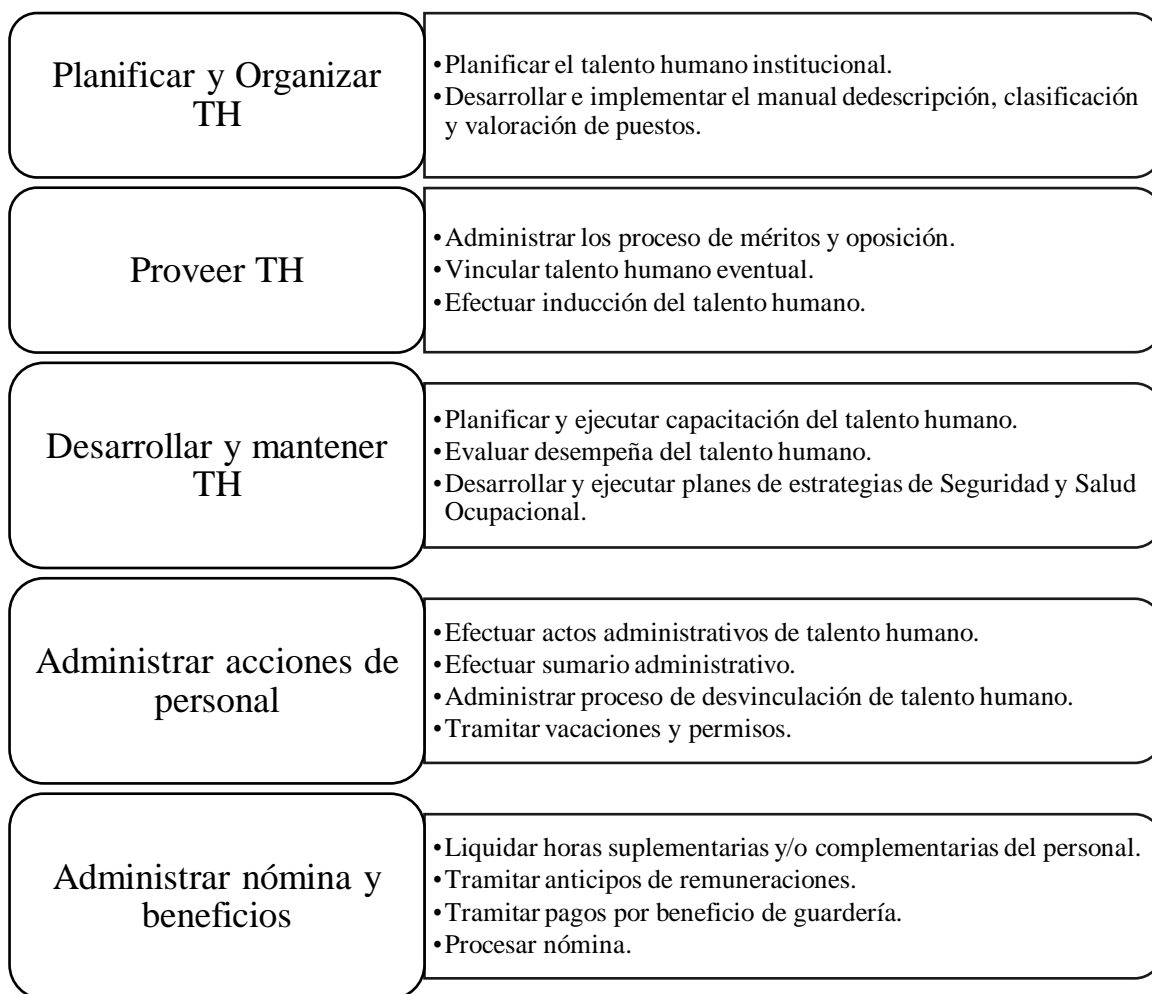 Planificar y Organizar
TH
•Planificar el talento humano institucional.
•Desarrollar e implementar el manual dedescripción, clasificación
y valoración de puestos.
Proveer TH
•Administrar los proceso de méritos y oposición.
•Vincular talento humano eventual.
•Efectuar inducción del talento humano.
Desarrollar y mantener
TH
•Planificar y ejecutar capacitación del talento humano.
•Evaluar desempeña del talento humano.
•Desarrollar y ejecutar planes de estrategias de Seguridad y Salud
Ocupacional.
Administrar acciones de
personal
•Efectuar actos administrativos de talento humano.
•Efectuar sumario administrativo.
•Administrar proceso de desvinculación de talento humano.
•Tramitar vacaciones y permisos.
Administrar nómina y
beneficios
•Liquidar horas suplementarias y/o complementarias del personal.
•Tramitar anticipos de remuneraciones.
•Tramitar pagos por beneficio de guardería.
•Procesar nómina.